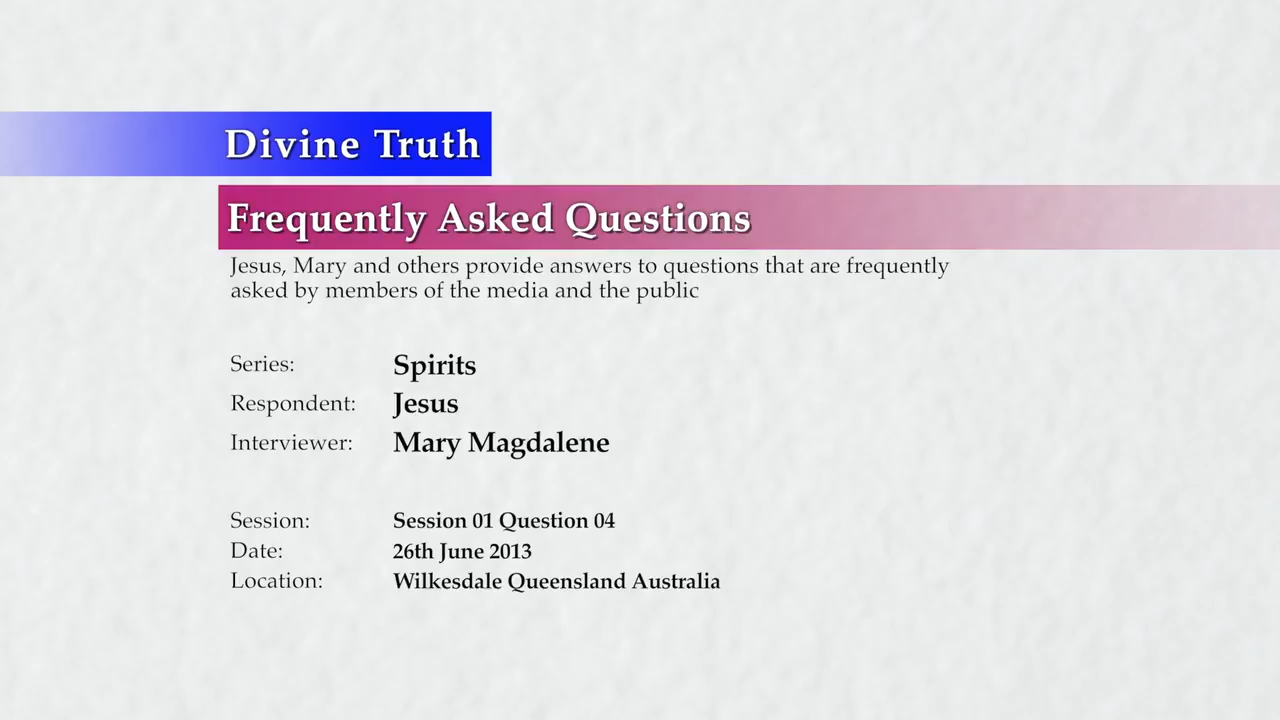 Divine Truth
Frequently Asked Questions
Jesus, Mary and others provide answers to questions that are frequently
asked by members of the media and the public
Series: Spirits
Respondent: Jesus
Interviewer: Mary Magdalene
Session: Session 01 Question 04
Date: 26th June 2013
Location: Wilkesdale Queensland Australia